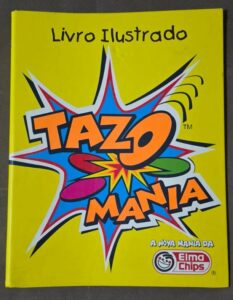 Livro Ilustrado
TAZO
TM
MANIA
A NOVA MANIA DA
Elma
Chips
®